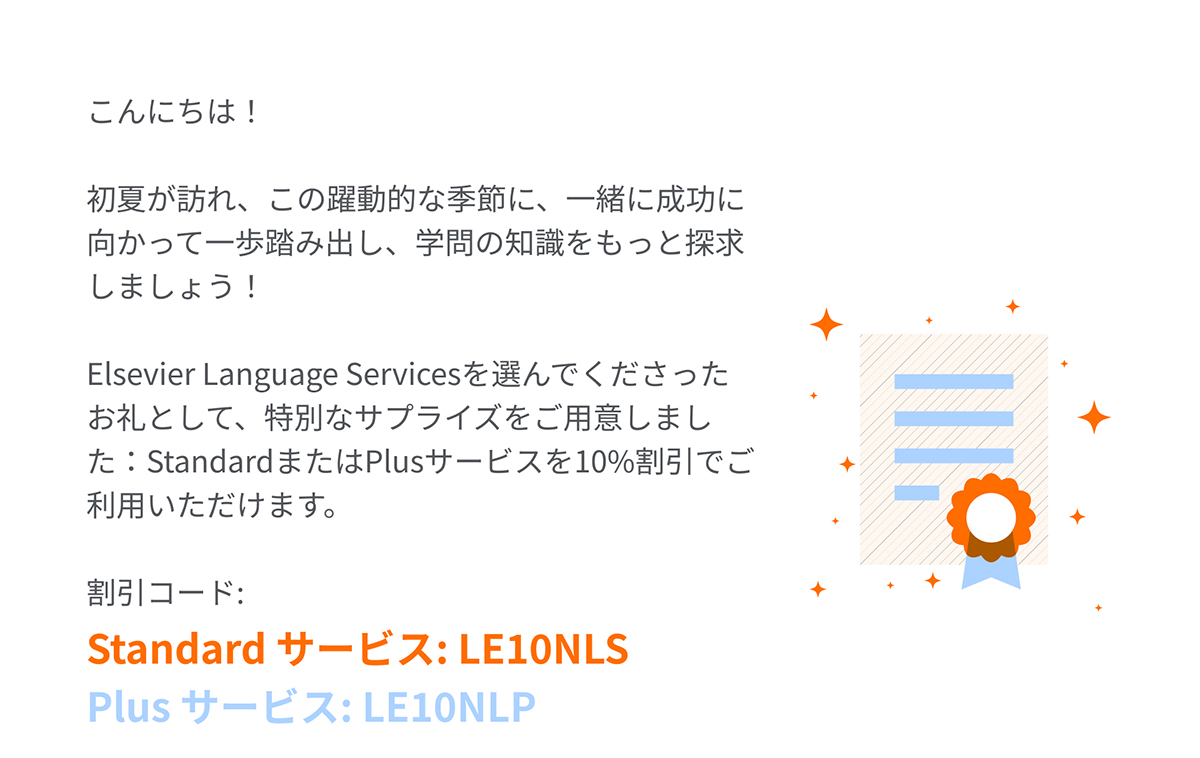 こんにちは！
初夏が訪れ、この躍動的な季節に、一緒に成功に
向かって一歩踏み出し、学問の知識をもっと探求
しましょう！
Elsevier Language Servicesを選んでくださった
お礼として、特別なサプライズをご用意しまし
た：StandardまたはPlusサービスを10%割引でご
利用いただけます。
割引コード:
Standard サービス: LE10NLS
Plus サービス: LE10NLP